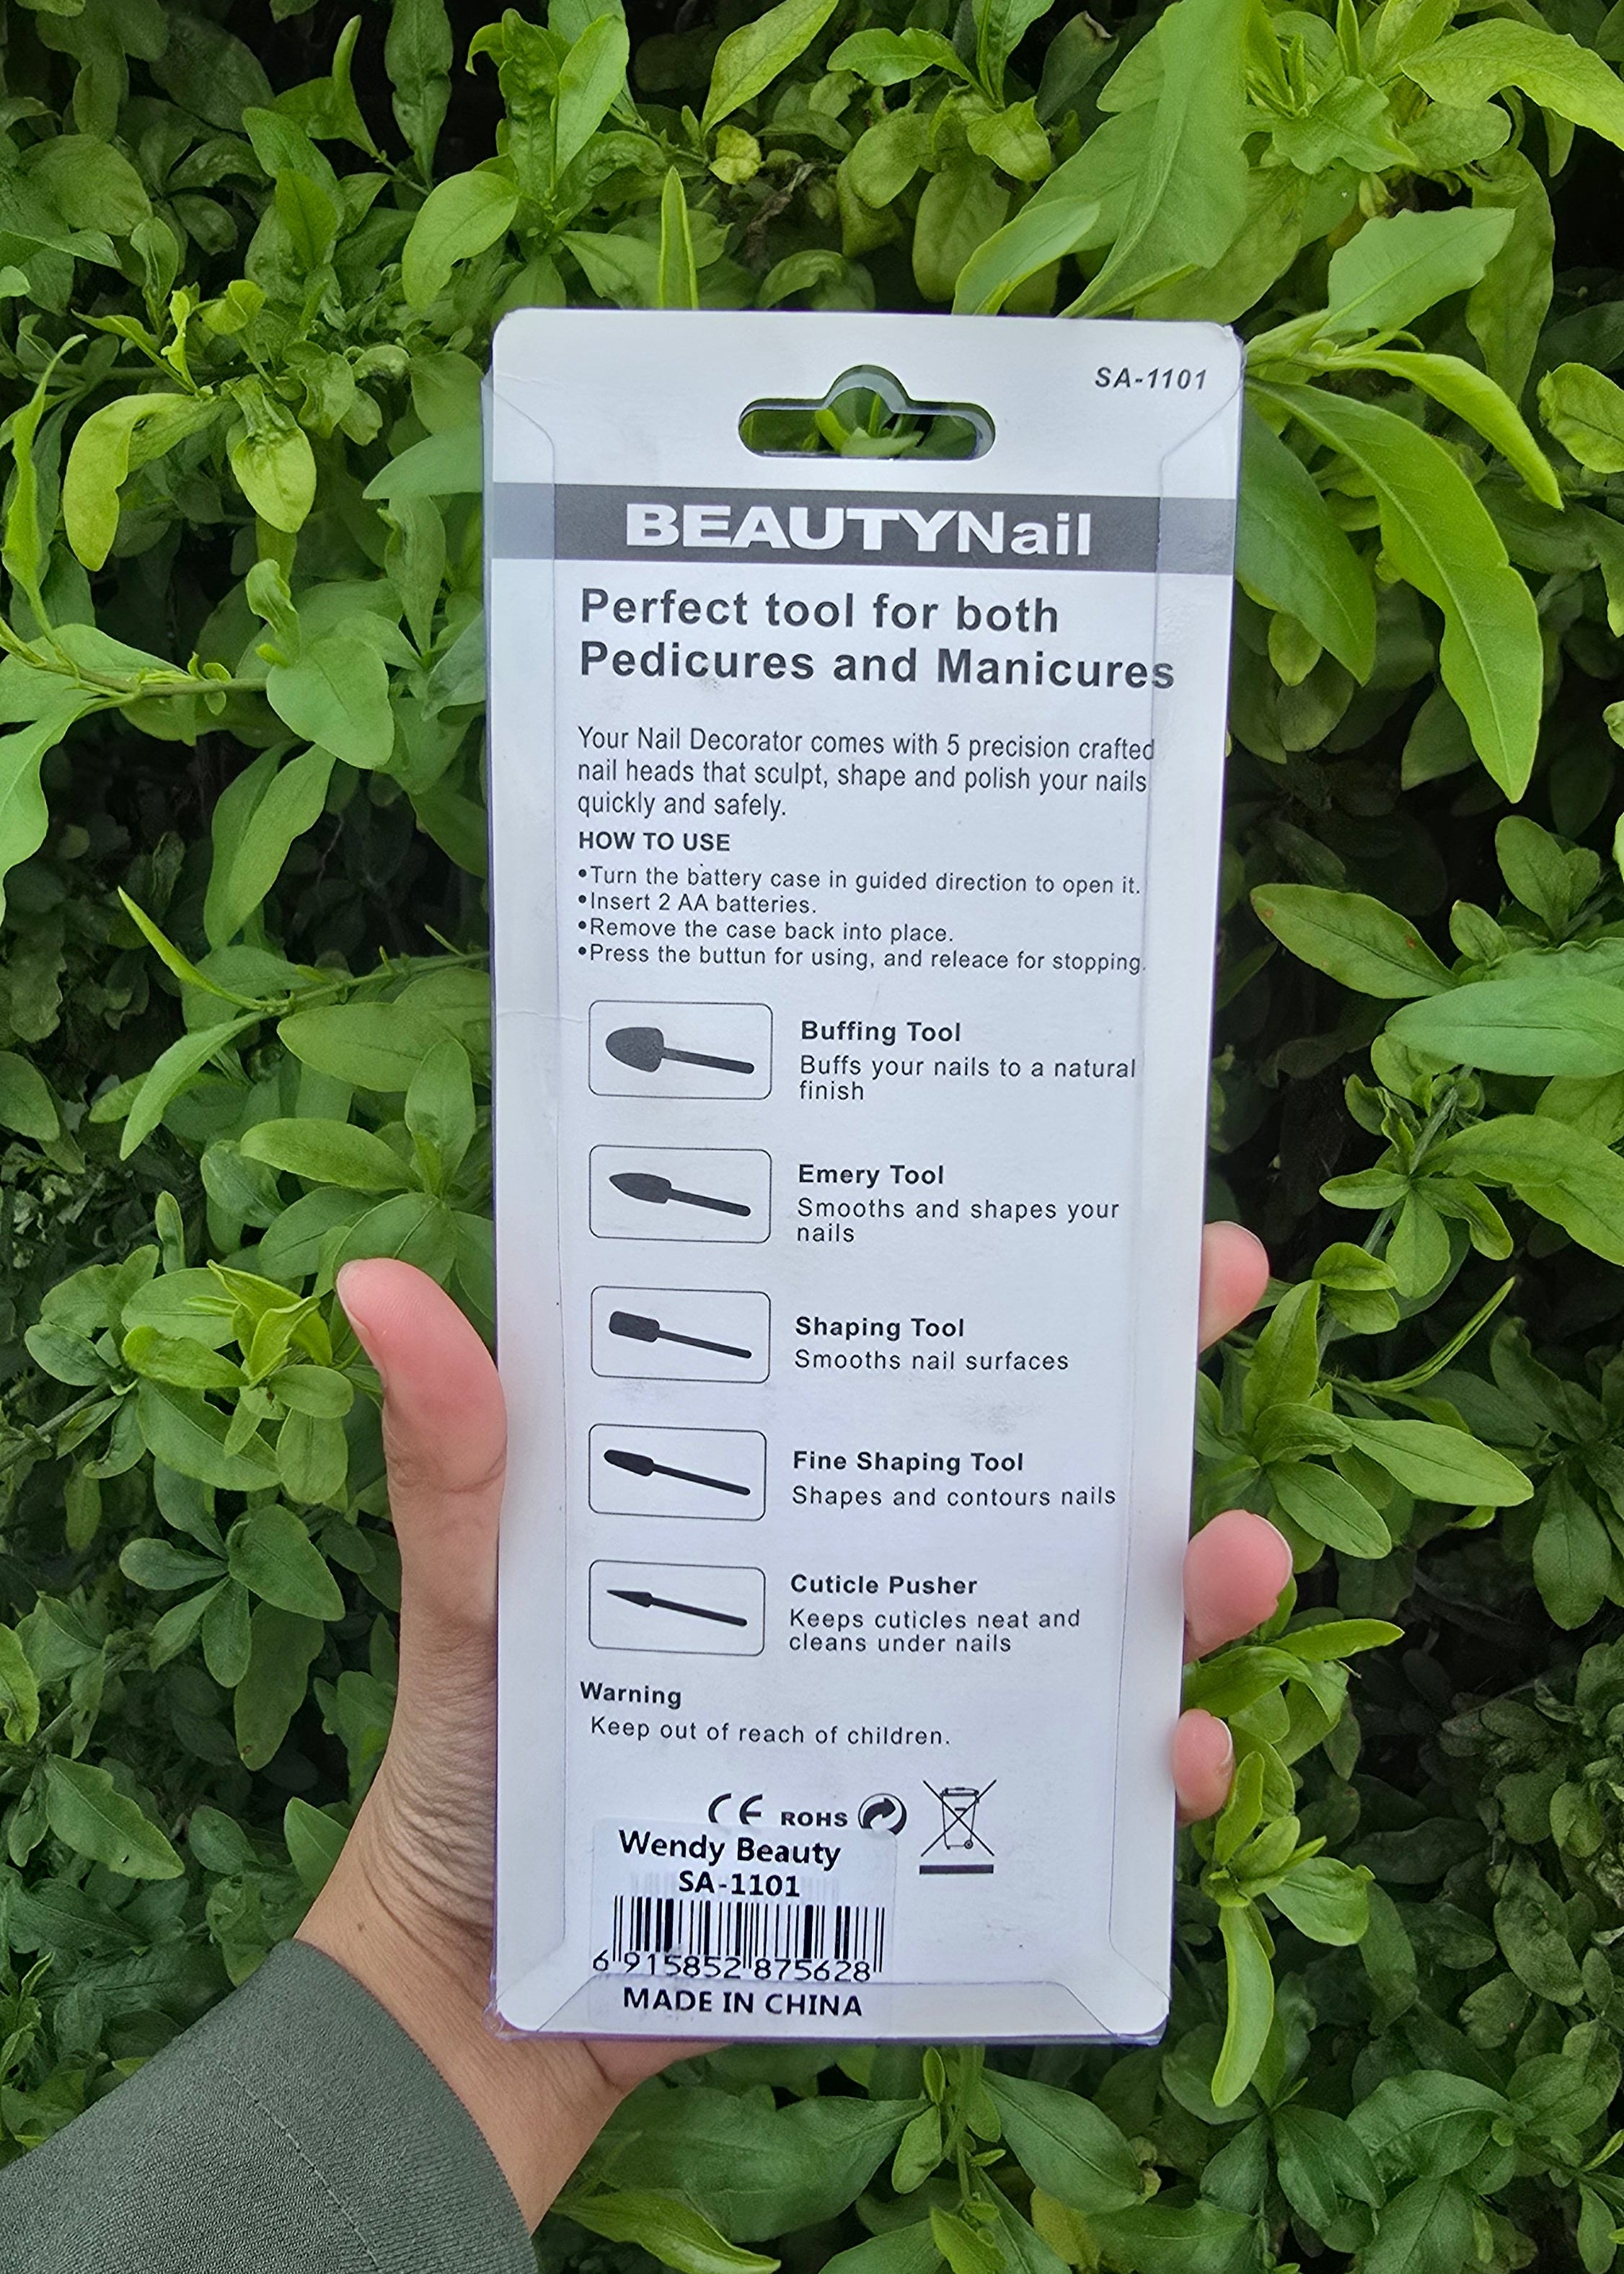 SA-1101
BEAUTYNail
Perfect tool for both
Pedicures and Manicures
Your Nail Decorator comes with 5 precision crafted
nail heads that sculpt, shape and polish your nails
quickly and safely.
HOW TO USE
•Turn the battery case in guided direction to open it.
•Insert 2 AA batteries.
•Remove the case back into place.
•Press the buttun for using, and releace for stopping.
Buffing Tool
Buffs your nails to a natural
finish
Emery Tool
Smooths and shapes your
nails
Shaping Tool
Smooths nail surfaces
Fine Shaping Tool
Shapes and contours nails
Cuticle Pusher
Keeps cuticles neat and
cleans under nails
Warning
Keep out of reach of children.
CE ROHS
Wendy Beauty
SA-1101
6 915852 875628
MADE IN CHINA